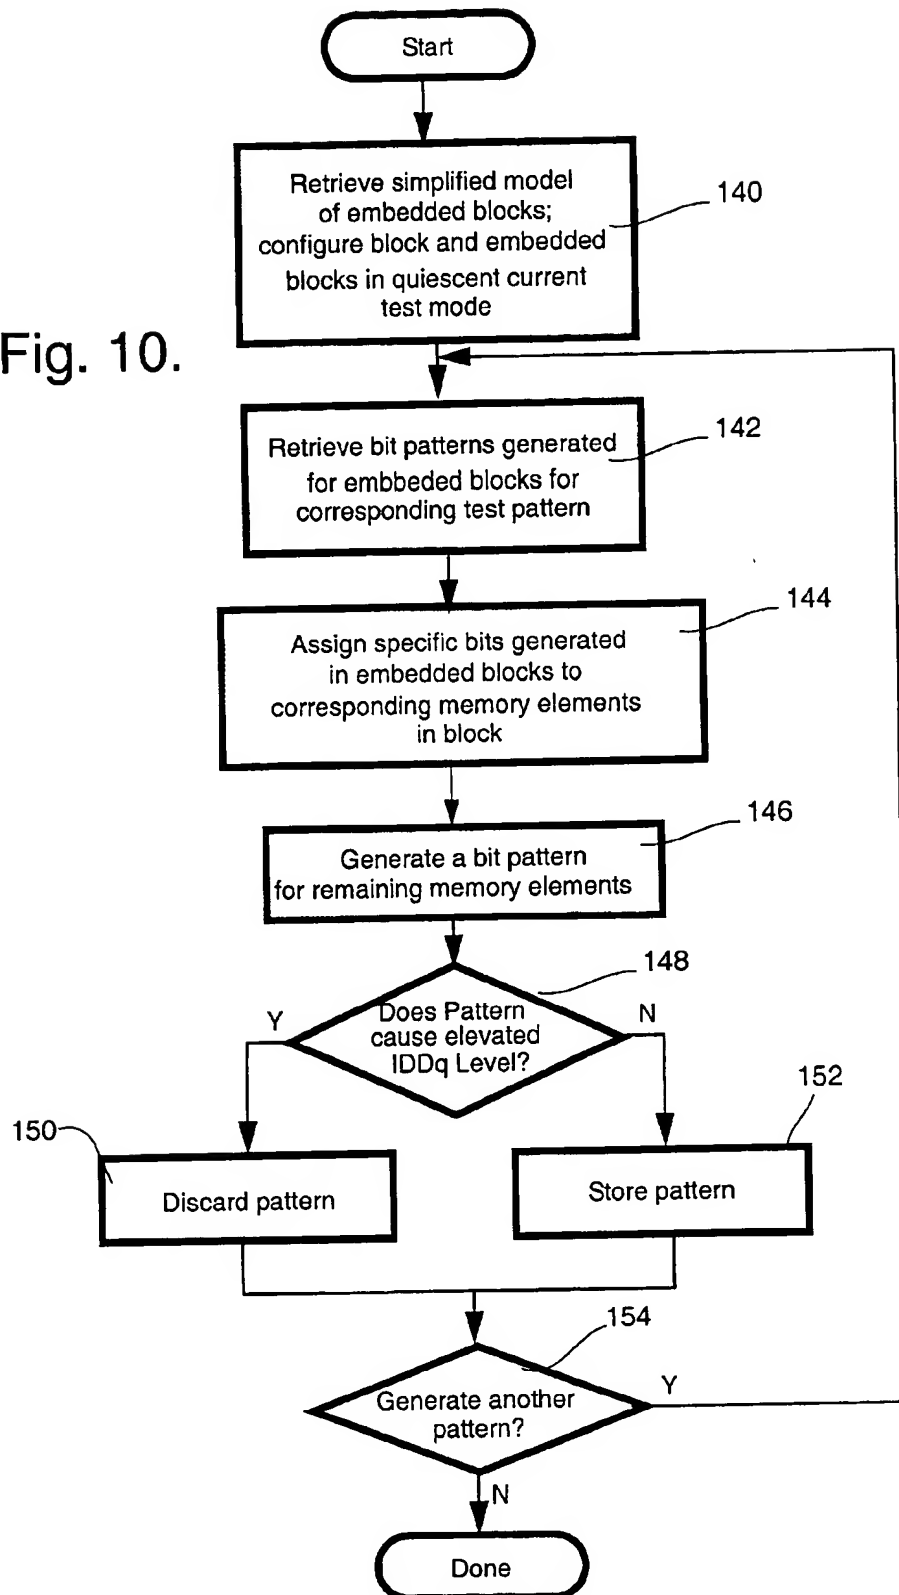 Start
Retrieve simplified model
of embedded blocks;
configure block and embedded
blocks in quiescent current
test mode
140
Fig. 10.
Retrieve bit patterns generated
for embbeded blocks for
corresponding test pattern
142
Assign specific bits generated
in embedded blocks to
corresponding memory elements
in block
144
Generate a bit pattern
for remaining memory elements
146
Does Pattern
cause elevated
IDDq Level?
148
Y
N
150
Discard pattern
152
Store pattern
154
Generate another
pattern?
Y
N
Done